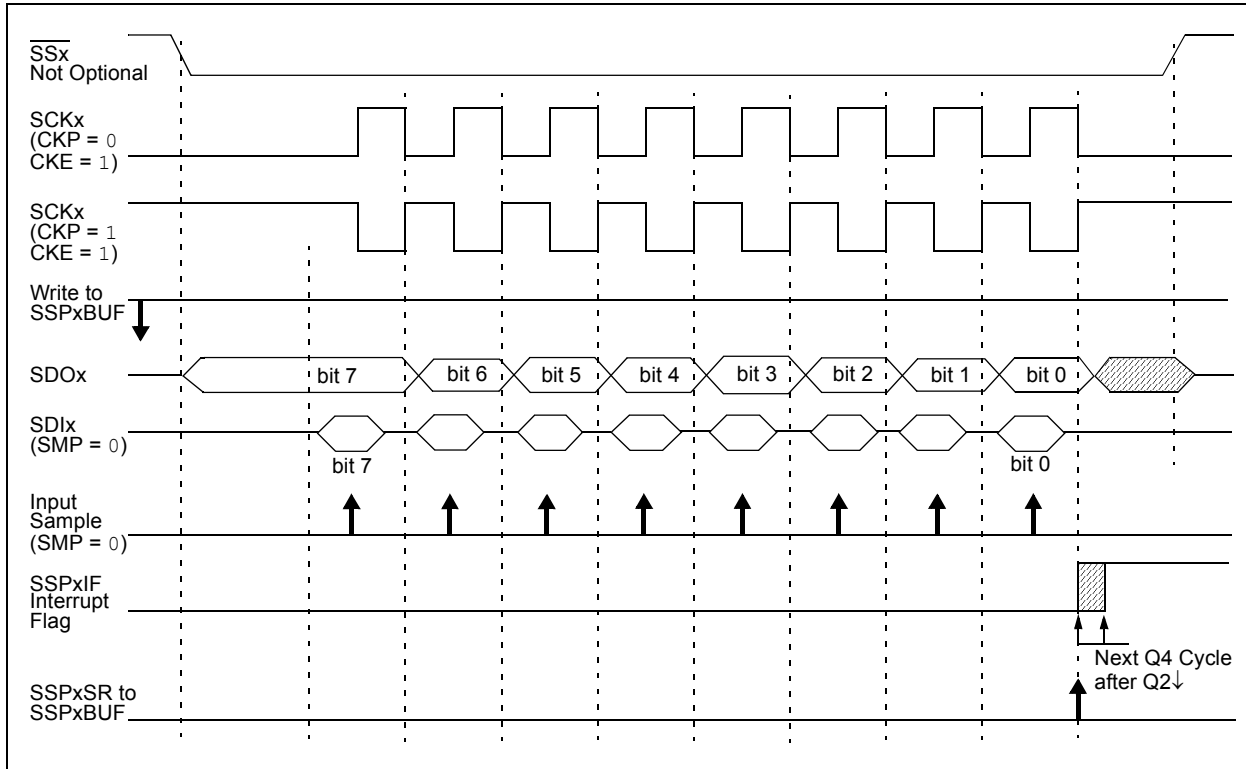 SSx
Not Optional
SCKx
(CKP = 0
CKE = 1)
SCKx
(CKP = 1
CKE = 1)
Write to
SSPxBUF
SDOx
bit 7
bit 6
bit 5
bit 4
bit 3
bit 2
bit 1
bit 0
SDIx
(SMP = 0)
bit 7
bit 0
Input
Sample
(SMP = 0)
SSPxIF
Interrupt
Flag
Next Q4 Cycle
after Q2↓
SSPxSR to
SSPxBUF